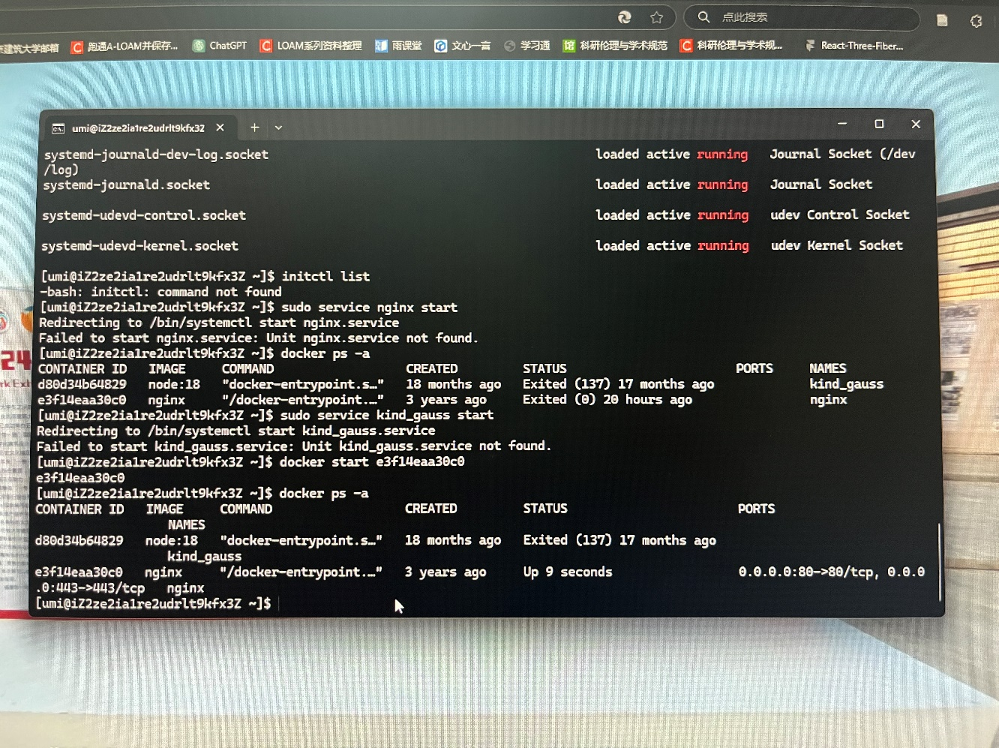 点此搜索
建筑大学邮箱 跑通A-LOAM并保存... ChatGPT LOAM系列资料整理 雨课堂 文心一言 学习通 科研伦理与学术规范 科研伦理与学术规... React-Three-Fiber...
umi@iZ2ze2ia1re2udrlt9kfx3Z
systemd-journald-dev-log.socket loaded active running Journal Socket (/dev
/log)
systemd-journald.socket loaded active running Journal Socket
systemd-udevd-control.socket loaded active running udev Control Socket
systemd-udevd-kernel.socket loaded active running udev Kernel Socket
[umi@iZ2ze2ia1re2udrlt9kfx3Z ~]$ initctl list
-bash: initctl: command not found
[umi@iZ2ze2ia1re2udrlt9kfx3Z ~]$ sudo service nginx start
Redirecting to /bin/systemctl start nginx.service
Failed to start nginx.service: Unit nginx.service not found.
[umi@iZ2ze2ia1re2udrlt9kfx3Z ~]$ docker ps -a
CONTAINER ID IMAGE COMMAND CREATED STATUS PORTS NAMES
d80d34b64829 node:18 "docker-entrypoint.s…" 18 months ago Exited (137) 17 months ago kind_gauss
e3f14eaa30c0 nginx "/docker-entrypoint.…" 3 years ago Exited (0) 20 hours ago nginx
[umi@iZ2ze2ia1re2udrlt9kfx3Z ~]$ sudo service kind_gauss start
Redirecting to /bin/systemctl start kind_gauss.service
Failed to start kind_gauss.service: Unit kind_gauss.service not found.
[umi@iZ2ze2ia1re2udrlt9kfx3Z ~]$ docker start e3f14eaa30c0
e3f14eaa30c0
[umi@iZ2ze2ia1re2udrlt9kfx3Z ~]$ docker ps -a
CONTAINER ID IMAGE COMMAND CREATED STATUS PORTS
NAMES
d80d34b64829 node:18 "docker-entrypoint.s…" 18 months ago Exited (137) 17 months ago
kind_gauss
e3f14eaa30c0 nginx "/docker-entrypoint.…" 3 years ago Up 9 seconds 0.0.0.0:80->80/tcp, 0.0.0
.0:443->443/tcp nginx
[umi@iZ2ze2ia1re2udrlt9kfx3Z ~]$
24